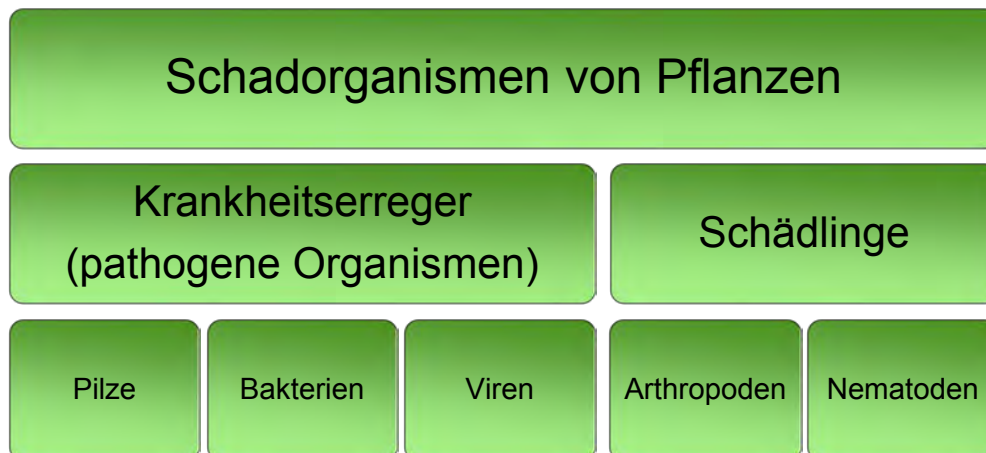 Schadorganismen von Pflanzen
Krankheitserreger
(pathogene Organismen)
Schädlinge
Pilze
Bakterien
Viren
Arthropoden
Nematoden